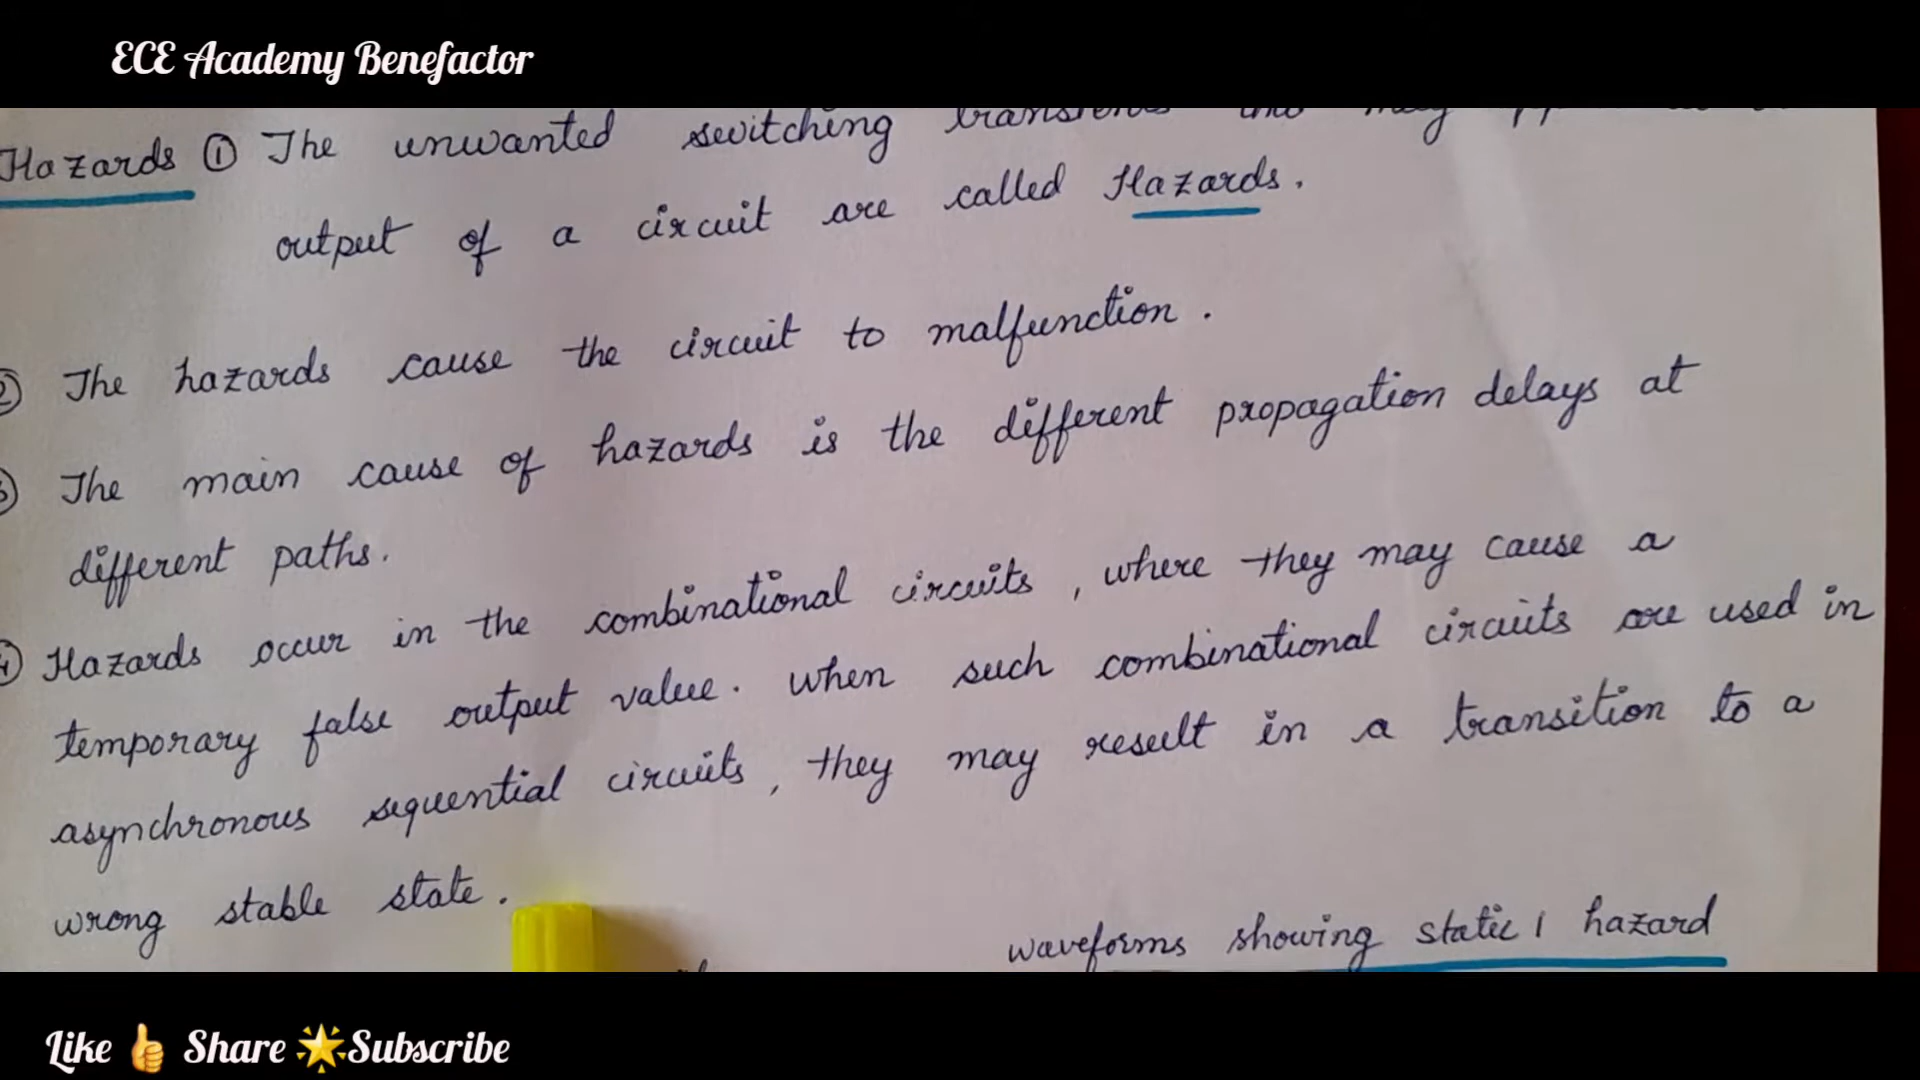 ECE Academy Benefactor
Hazards ① The unwanted switching transients that may
output of a circuit are called Hazards.
② The hazards cause the circuit to malfunction.
③ The main cause of hazards is the different propagation delays at
different paths.
④ Hazards occur in the combinational circuits, where they may cause a
temporary false output value. When such combinational circuits are used in
asynchronous sequential circuits, they may result in a transition to a
wrong stable state.
waveforms showing static 1 hazard
Like 👍 Share 🌟Subscribe